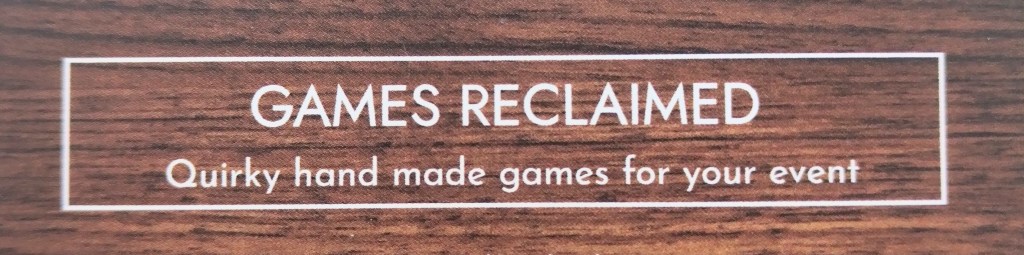 GAMES RECLAIMED
Quirky hand made games for your event